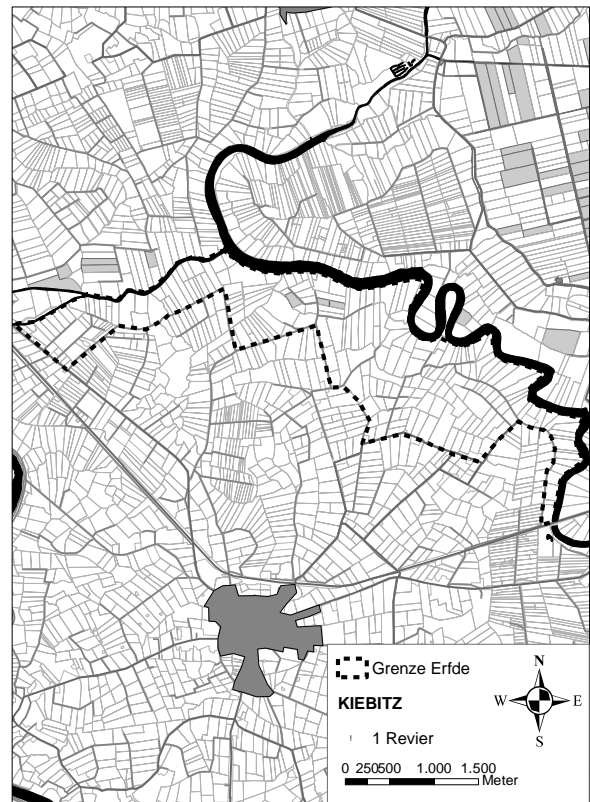 Grenze Erfde
KIEBITZ
1 Revier
N
W E
S
0 250500 1.000 1.500
Meter